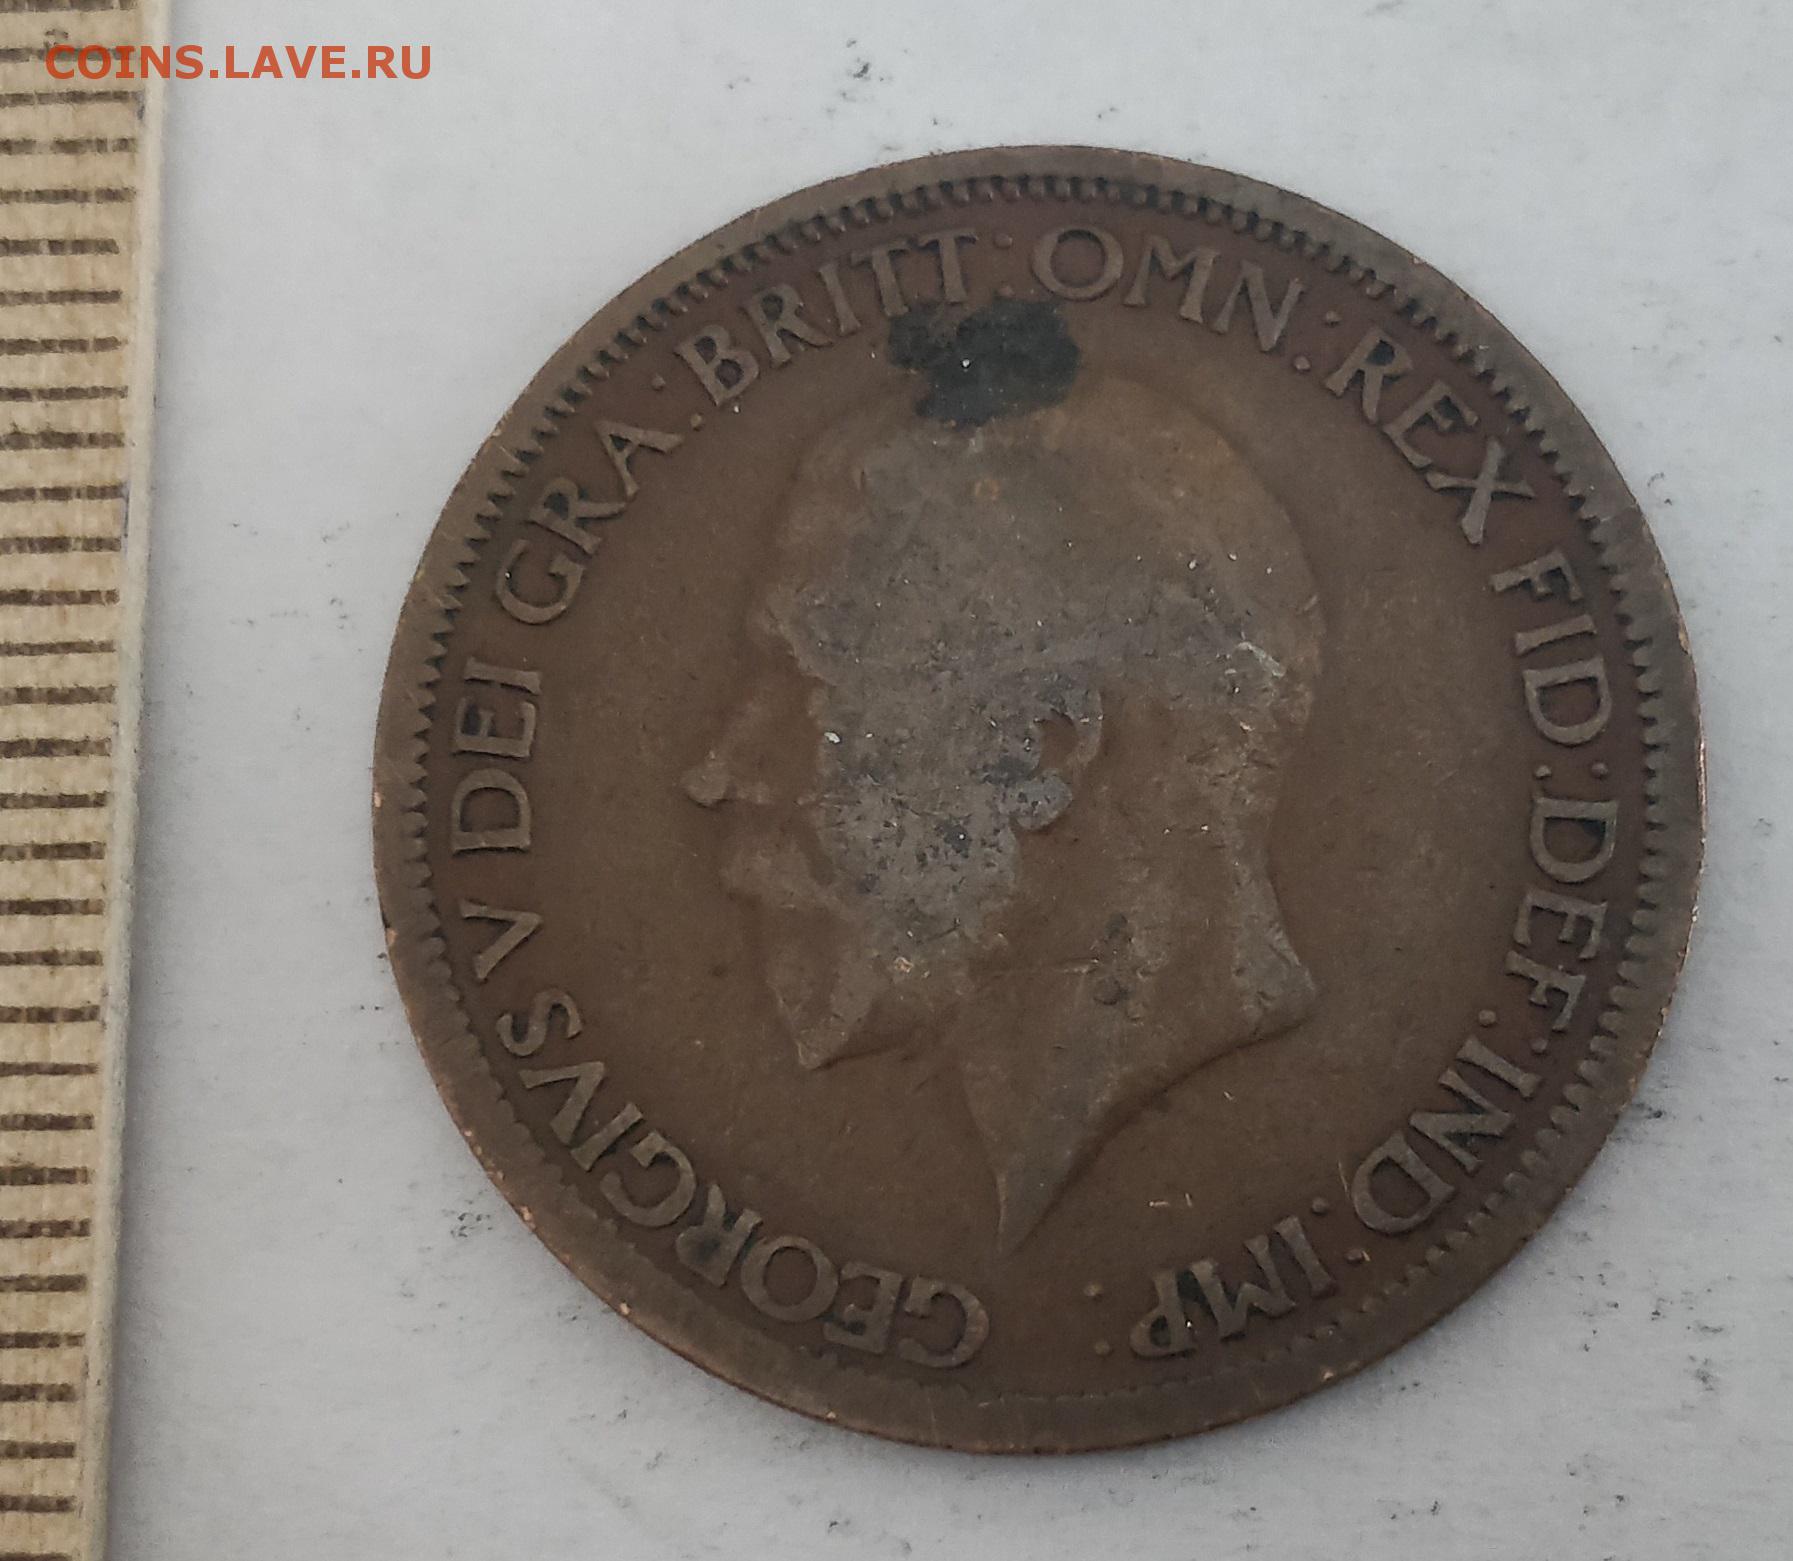 COINS.LAVE.RU
GEORGIVS V DEI GRA: BRITT: OMN: REX FID: DEF: IND: IMP: